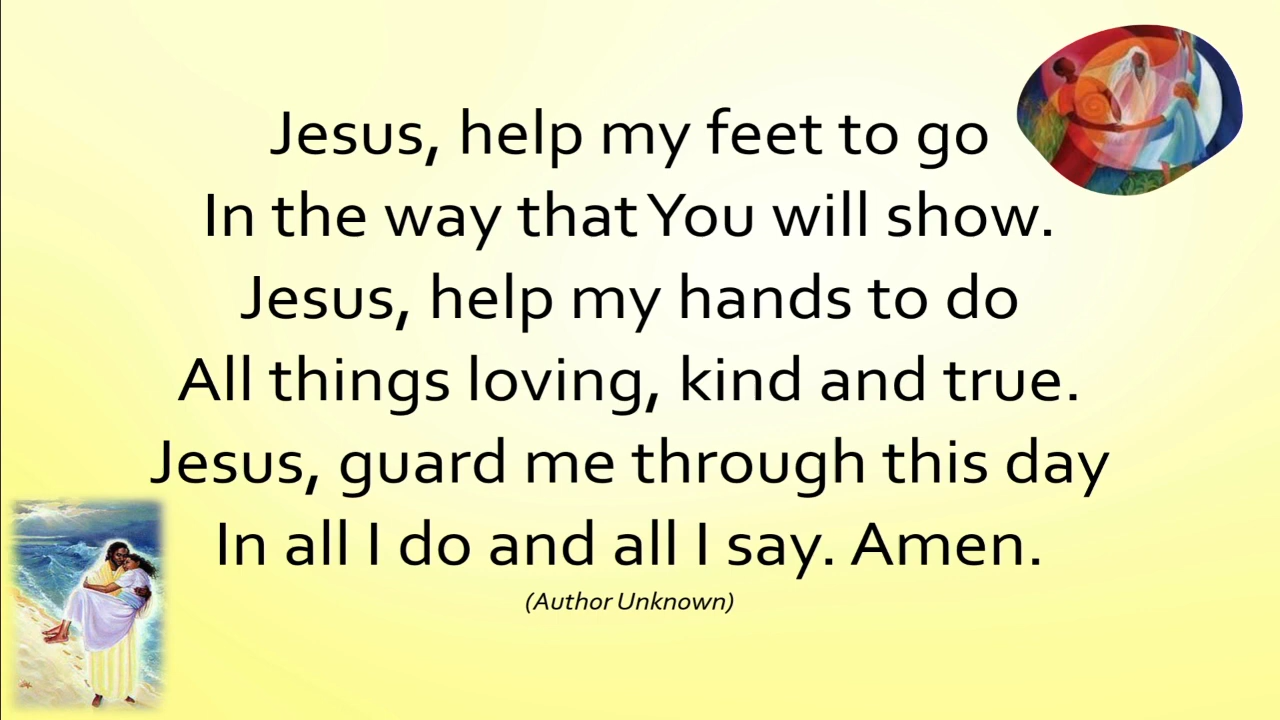 Jesus, help my feet to go
In the way that You will show.
Jesus, help my hands to do
All things loving, kind and true.
Jesus, guard me through this day
In all I do and all I say. Amen.
(Author Unknown)